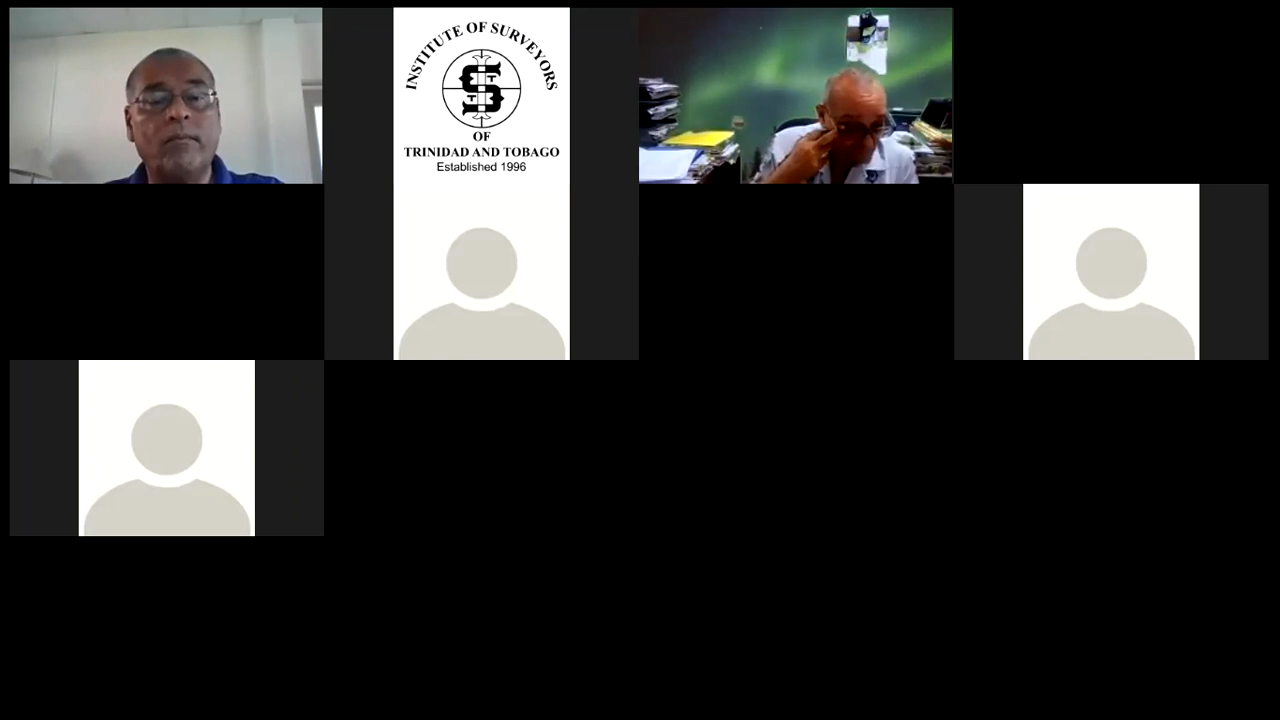 INSTITUTE OF SURVEYORS
S
T T
OF
TRINIDAD AND TOBAGO
Established 1996